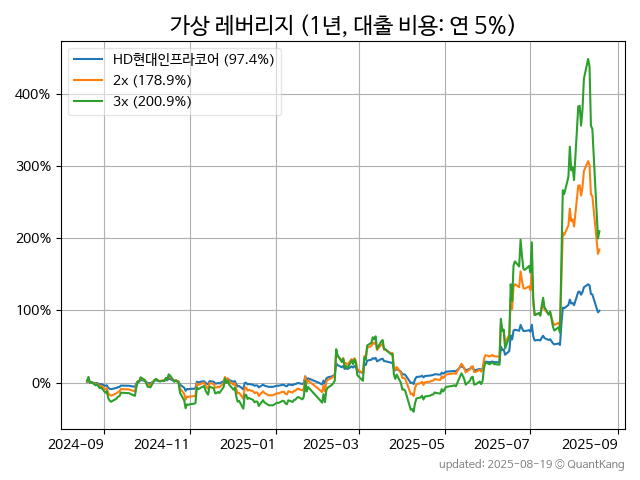 가상 레버리지 (1년, 대출 비용: 연 5%)
HD현대인프라코어 (97.4%)
2x (178.9%)
3x (200.9%)
400%
300%
200%
100%
0%
2024-09 2024-11 2025-01 2025-03 2025-05 2025-07 2025-09
updated: 2025-08-19 © QuantKang